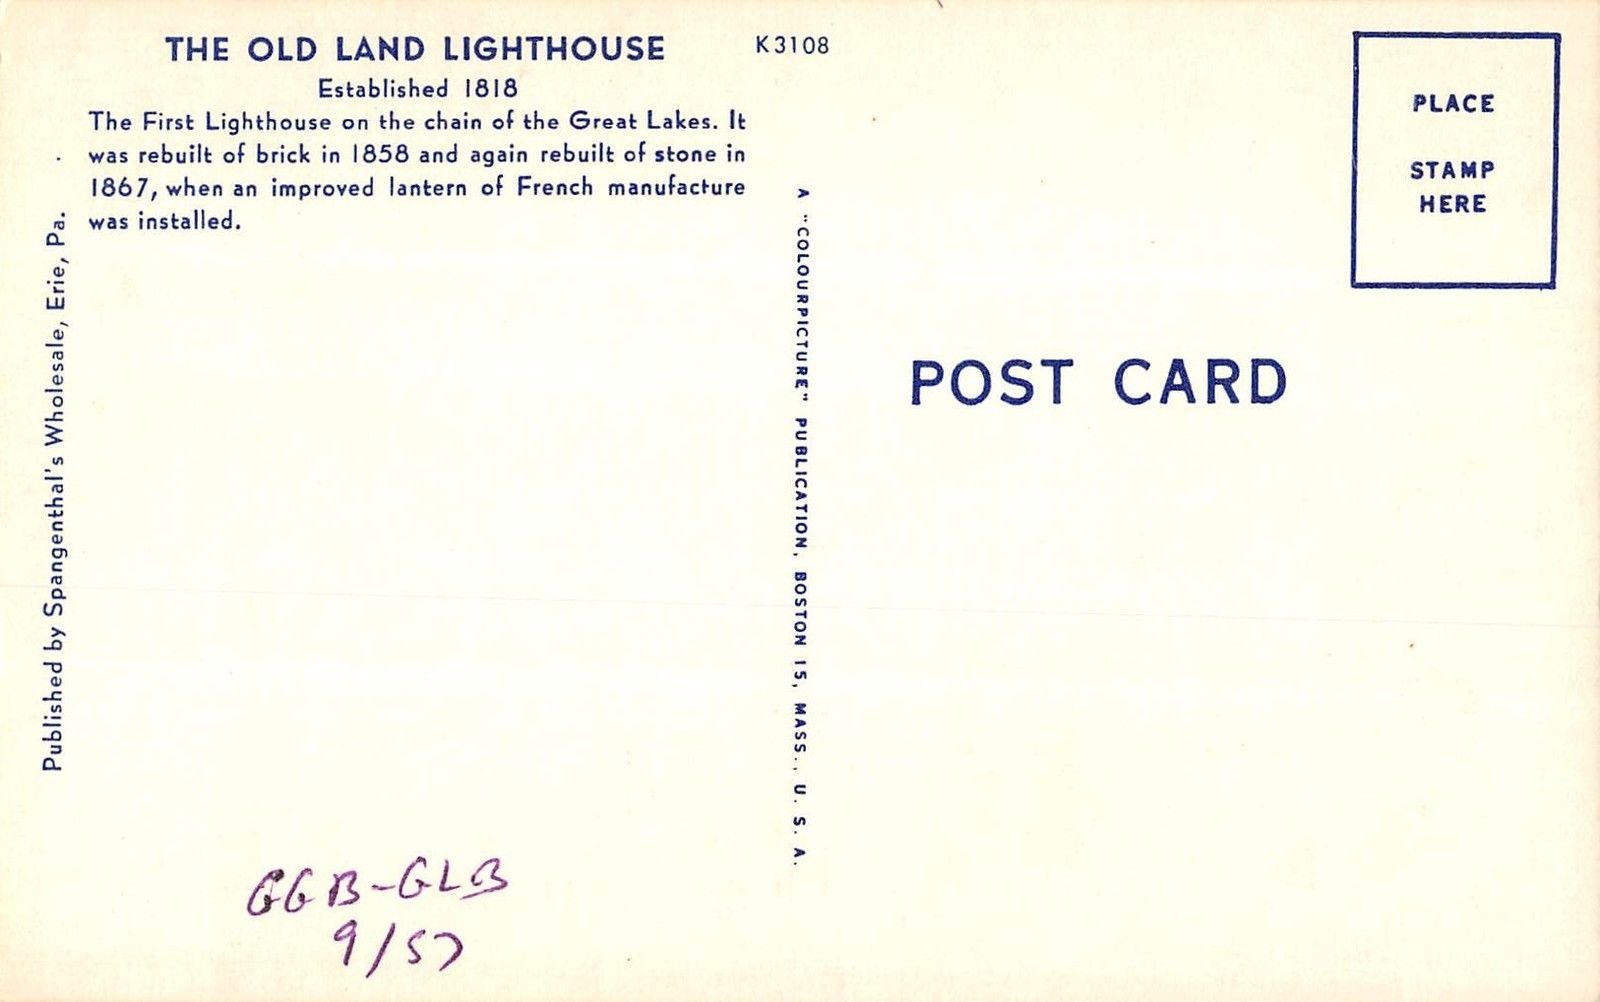 THE OLD LAND LIGHTHOUSE
Established 1818
The First Lighthouse on the chain of the Great Lakes. It
was rebuilt of brick in 1858 and again rebuilt of stone in
1867, when an improved lantern of French manufacture
was installed.
K3108
Published by Spangenthal's Wholesale, Erie, Pa.
A "COLOURPICTURE" PUBLICATION, BOSTON 15, MASS., U. S. A.
PLACE
STAMP
HERE
POST CARD
GGB-GLB
9/57